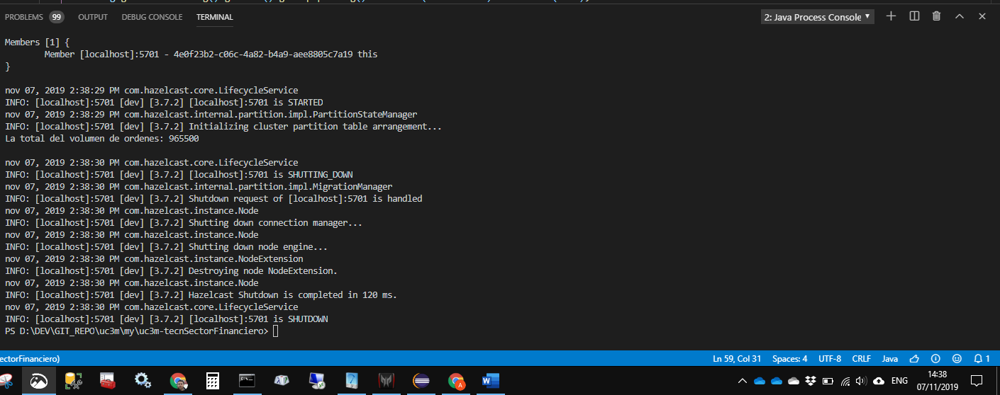 PROBLEMS 99 OUTPUT DEBUG CONSOLE TERMINAL 2: Java Process Console
Members [1] {
Member [localhost]:5701 - 4e0f23b2-c06c-4a82-b4a9-aee8805c7a19 this
}
nov 07, 2019 2:38:29 PM com.hazelcast.core.LifecycleService
INFO: [localhost]:5701 [dev] [3.7.2] [localhost]:5701 is STARTED
nov 07, 2019 2:38:29 PM com.hazelcast.internal.partition.impl.PartitionStateManager
INFO: [localhost]:5701 [dev] [3.7.2] Initializing cluster partition table arrangement...
La total del volumen de ordenes: 965500
nov 07, 2019 2:38:30 PM com.hazelcast.core.LifecycleService
INFO: [localhost]:5701 [dev] [3.7.2] [localhost]:5701 is SHUTTING_DOWN
nov 07, 2019 2:38:30 PM com.hazelcast.internal.partition.impl.MigrationManager
INFO: [localhost]:5701 [dev] [3.7.2] Shutdown request of [localhost]:5701 is handled
nov 07, 2019 2:38:30 PM com.hazelcast.instance.Node
INFO: [localhost]:5701 [dev] [3.7.2] Shutting down connection manager...
nov 07, 2019 2:38:30 PM com.hazelcast.instance.Node
INFO: [localhost]:5701 [dev] [3.7.2] Shutting down node engine...
nov 07, 2019 2:38:30 PM com.hazelcast.instance.NodeExtension
INFO: [localhost]:5701 [dev] [3.7.2] Destroying node NodeExtension.
nov 07, 2019 2:38:30 PM com.hazelcast.instance.Node
INFO: [localhost]:5701 [dev] [3.7.2] Hazelcast Shutdown is completed in 120 ms.
nov 07, 2019 2:38:30 PM com.hazelcast.core.LifecycleService
INFO: [localhost]:5701 [dev] [3.7.2] [localhost]:5701 is SHUTDOWN
PS D:\DEV\GIT_REPO\uc3m\my\uc3m-tecnSectorFinanciero>
ectorFinanciero) Ln 59, Col 31 Spaces: 4 UTF-8 CRLF Java 1
14:38
ENG
07/11/2019